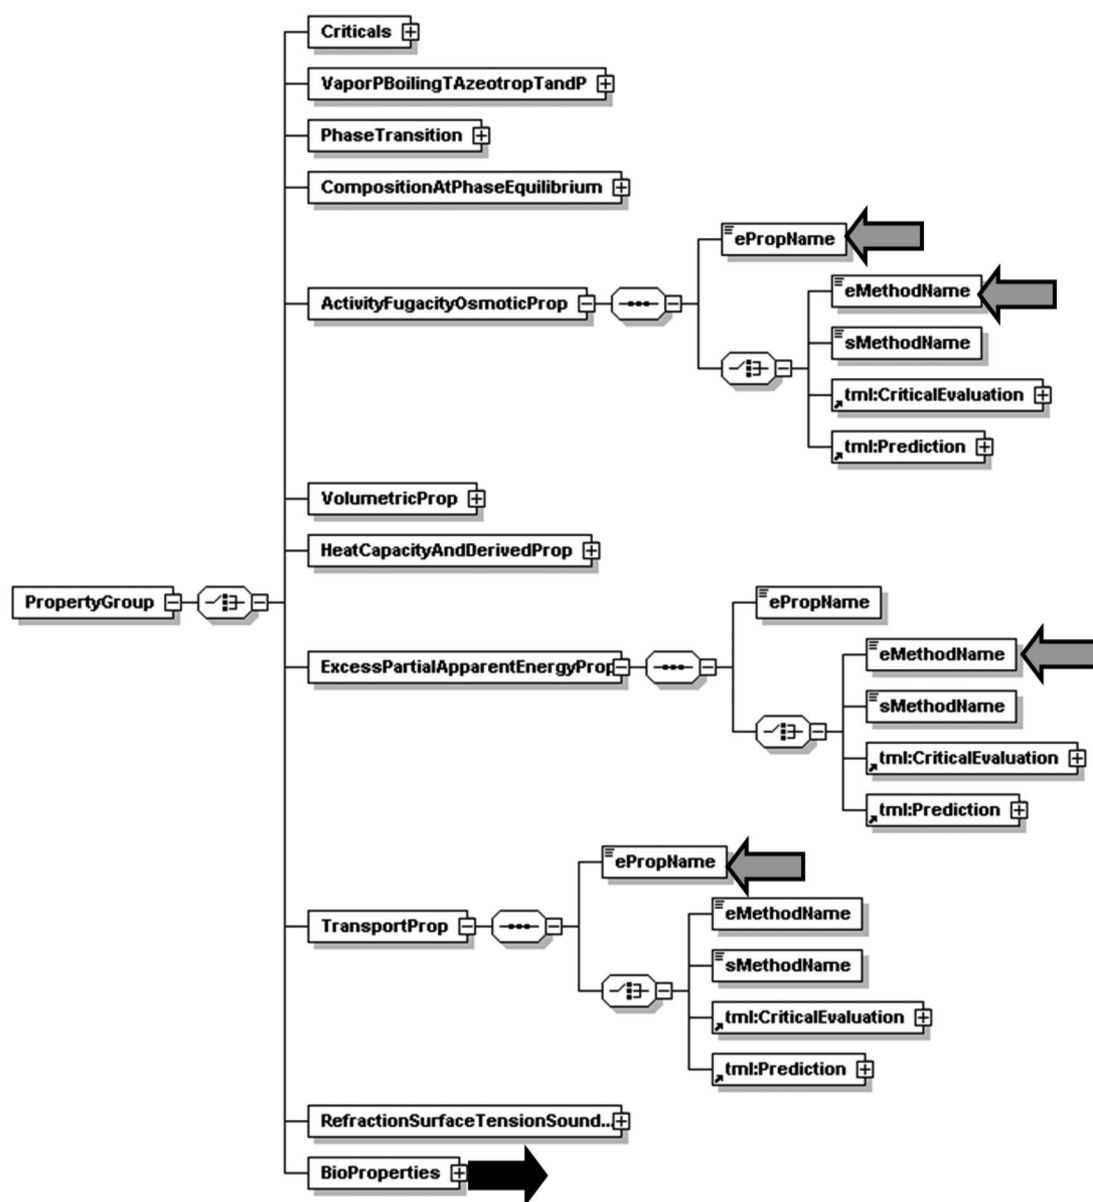 Criticals
VaporPBoilingTAzeotropTandP
PhaseTransition
CompositionAtPhaseEquilibrium
ePropName
eMethodName
ActivityFugacityOsmoticProp
sMethodName
tml:CriticalEvaluation
tml:Prediction
VolumetricProp
HeatCapacityAndDerivedProp
PropertyGroup
ePropName
eMethodName
ExcessPartialApparentEnergyProp
sMethodName
tml:CriticalEvaluation
tml:Prediction
ePropName
eMethodName
TransportProp
sMethodName
tml:CriticalEvaluation
tml:Prediction
RefractionSurfaceTensionSound...
BioProperties